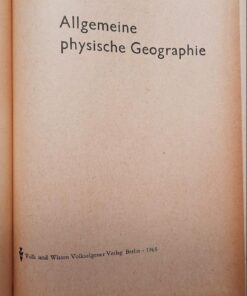 Allgemeine
physische Geographie
Volk und Wissen Volkseigener Verlag Berlin ·